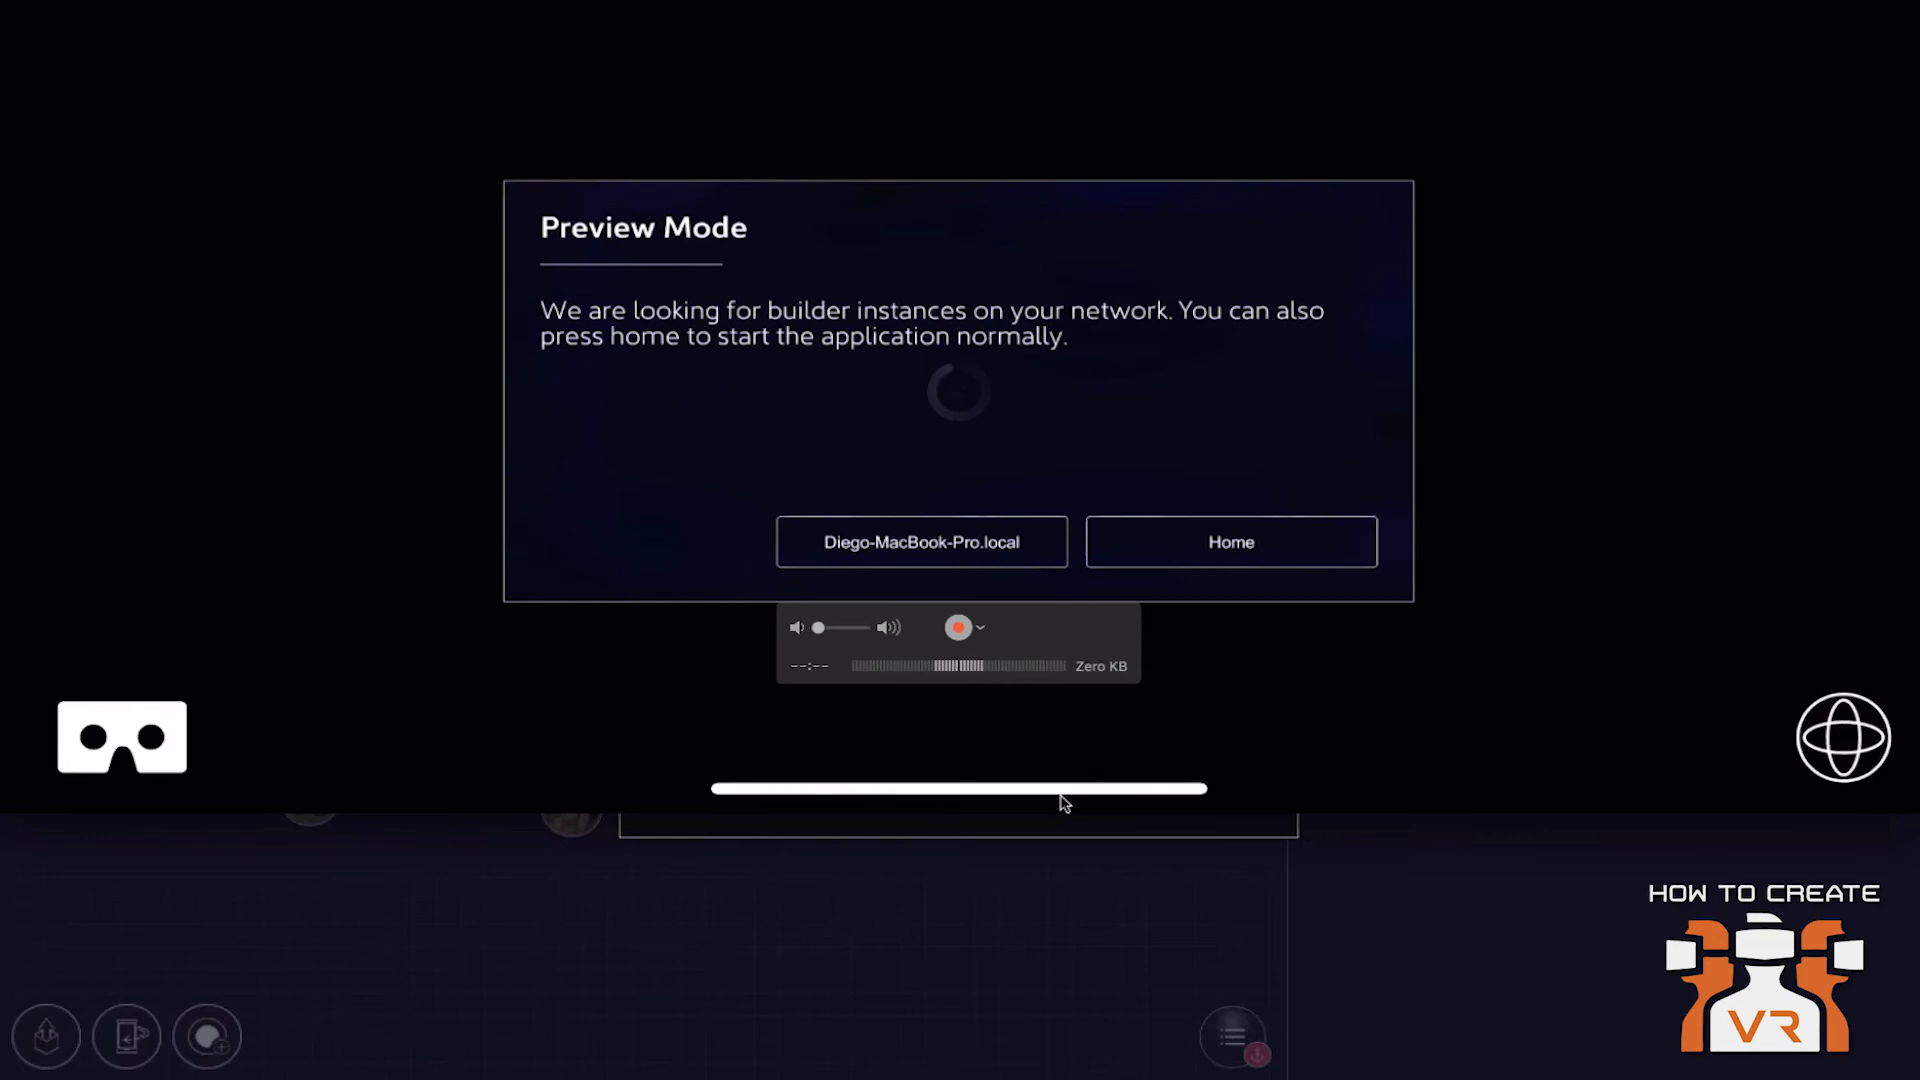 Preview Mode
We are looking for builder instances on your network. You can also
press home to start the application normally.
Diego-MacBook-Pro.local
Home
--:--
Zero KB
HOW TO CREATE
VR